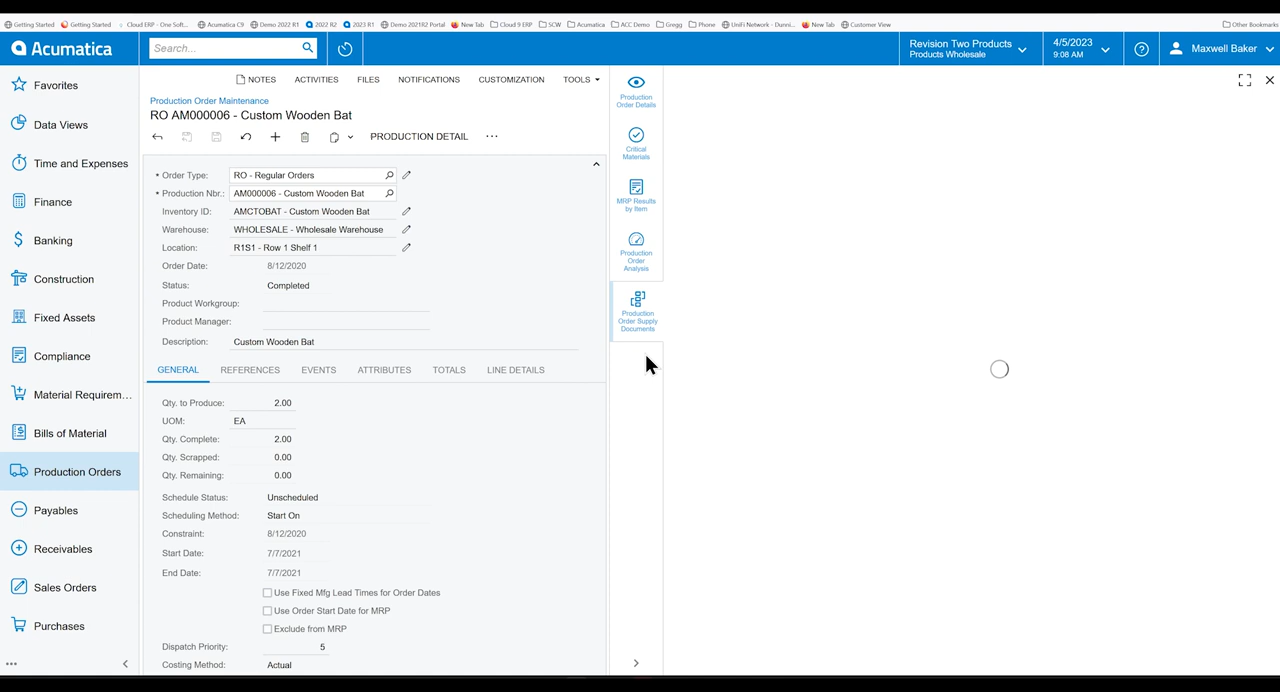 Getting Started Getting Started Cloud ERP - One Soft... Acumatica C9 Demo 2022 R1 2022 R2 2023 R1 Demo 2021R2 Portal New Tab Cloud 9 ERP SCW Acumatica ACC Demo Gregg Phone UniFi Network - Dunni... New Tab Customer View Other Bookmarks
Acumatica
Search...
Revision Two Products
Products Wholesale
4/5/2023
9:08 AM
Maxwell Baker
Favorites
Data Views
Time and Expenses
Finance
Banking
Construction
Fixed Assets
Compliance
Material Requirem...
Bills of Material
Production Orders
Payables
Receivables
Sales Orders
Purchases
NOTES ACTIVITIES FILES NOTIFICATIONS CUSTOMIZATION TOOLS
Production Order Maintenance
RO AM000006 - Custom Wooden Bat
PRODUCTION DETAIL ...
* Order Type: RO - Regular Orders
* Production Nbr.: AM000006 - Custom Wooden Bat
Inventory ID: AMCTOBAT - Custom Wooden Bat
Warehouse: WHOLESALE - Wholesale Warehouse
Location: R1S1 - Row 1 Shelf 1
Order Date: 8/12/2020
Status: Completed
Product Workgroup:
Product Manager:
Description: Custom Wooden Bat
GENERAL REFERENCES EVENTS ATTRIBUTES TOTALS LINE DETAILS
Qty. to Produce: 2.00
UOM: EA
Qty. Complete: 2.00
Qty. Scrapped: 0.00
Qty. Remaining: 0.00
Schedule Status: Unscheduled
Scheduling Method: Start On
Constraint: 8/12/2020
Start Date: 7/7/2021
End Date: 7/7/2021
Use Fixed Mfg Lead Times for Order Dates
Use Order Start Date for MRP
Exclude from MRP
Dispatch Priority: 5
Costing Method: Actual
Production
Order Details
Critical
Materials
MRP Results
by Item
Production
Order
Analysis
Production
Order Supply
Documents